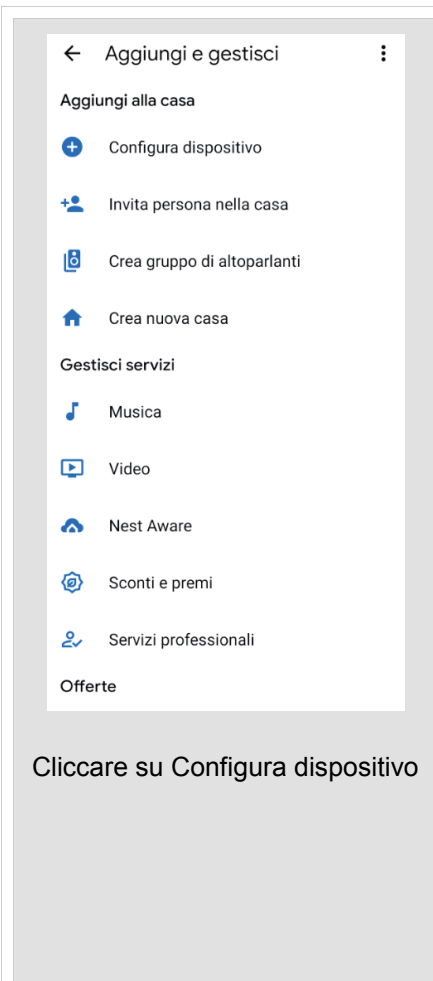 Aggiungi e gestisci
Aggiungi alla casa
Configura dispositivo
Invita persona nella casa
Crea gruppo di altoparlanti
Crea nuova casa
Gestisci servizi
Musica
Video
Nest Aware
Sconti e premi
Servizi professionali
Offerte
Cliccare su Configura dispositivo